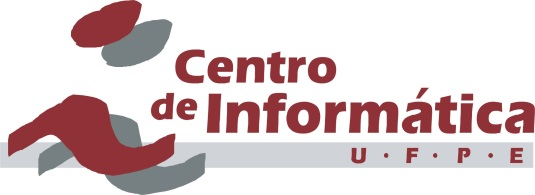 Centro
de Informática
U · F · P · E